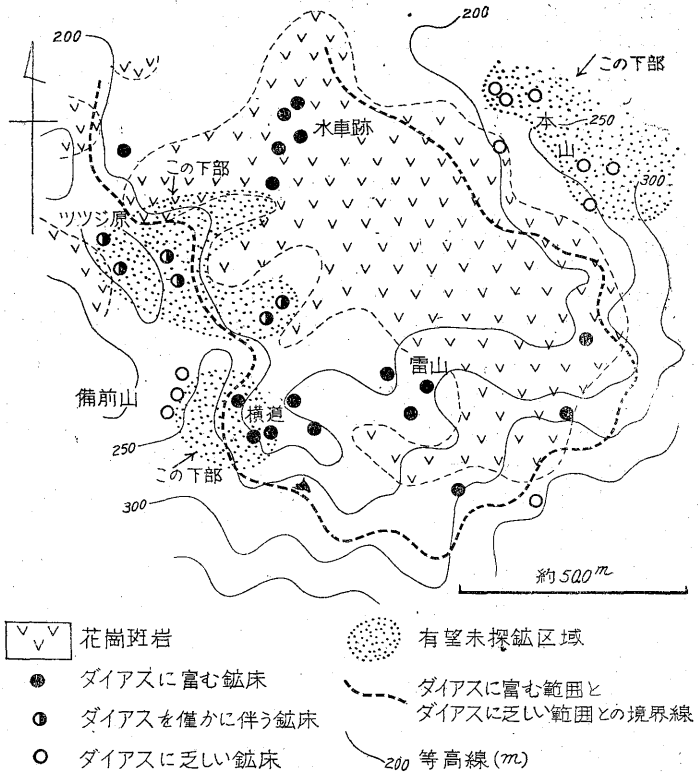 200
200
この下部
水車跡
本
山
250
300
この下部
ツツジ原
雷山
備前山
横道
250
この下部
300
約500m
花崗斑岩
有望未探鉱区域
ダイアスに富む鉱床
ダイアスに富む範囲と
ダイアスに乏しい範囲との境界線
ダイアスを僅かに伴う鉱床
ダイアスに乏しい鉱床
200 等高線(m)